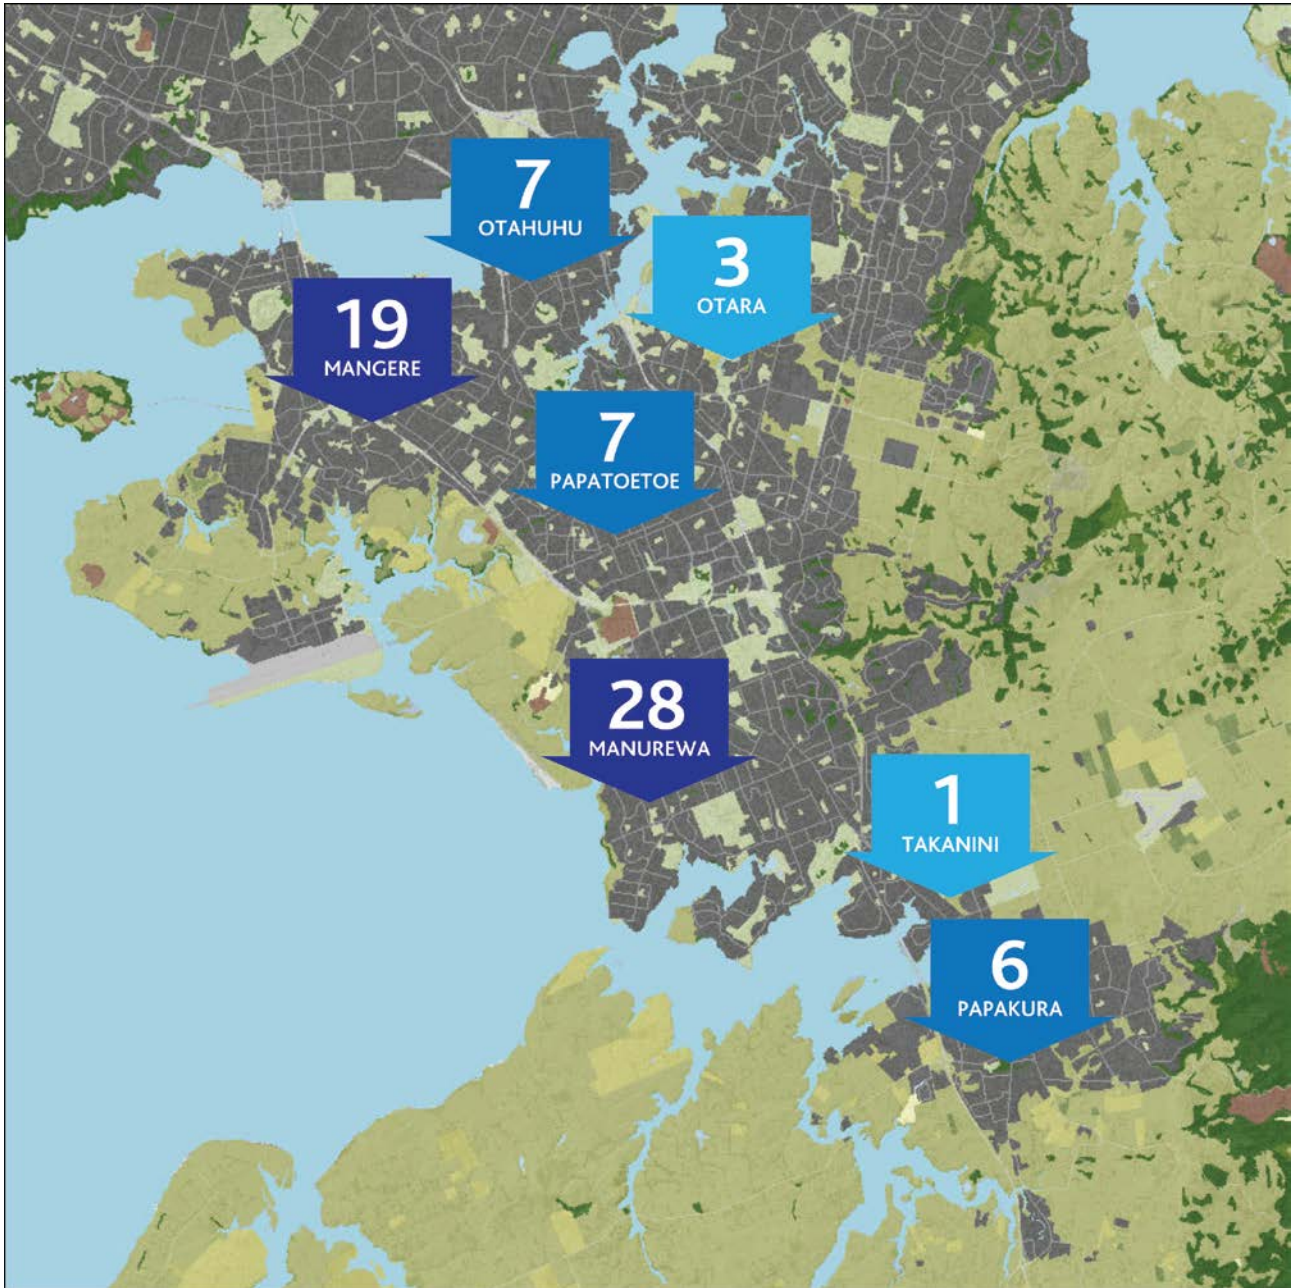 7
OTAHUHU
3
OTARA
19
MANGERE
7
PAPATOETOE
28
MANUREWA
1
TAKANINI
6
PAPAKURA